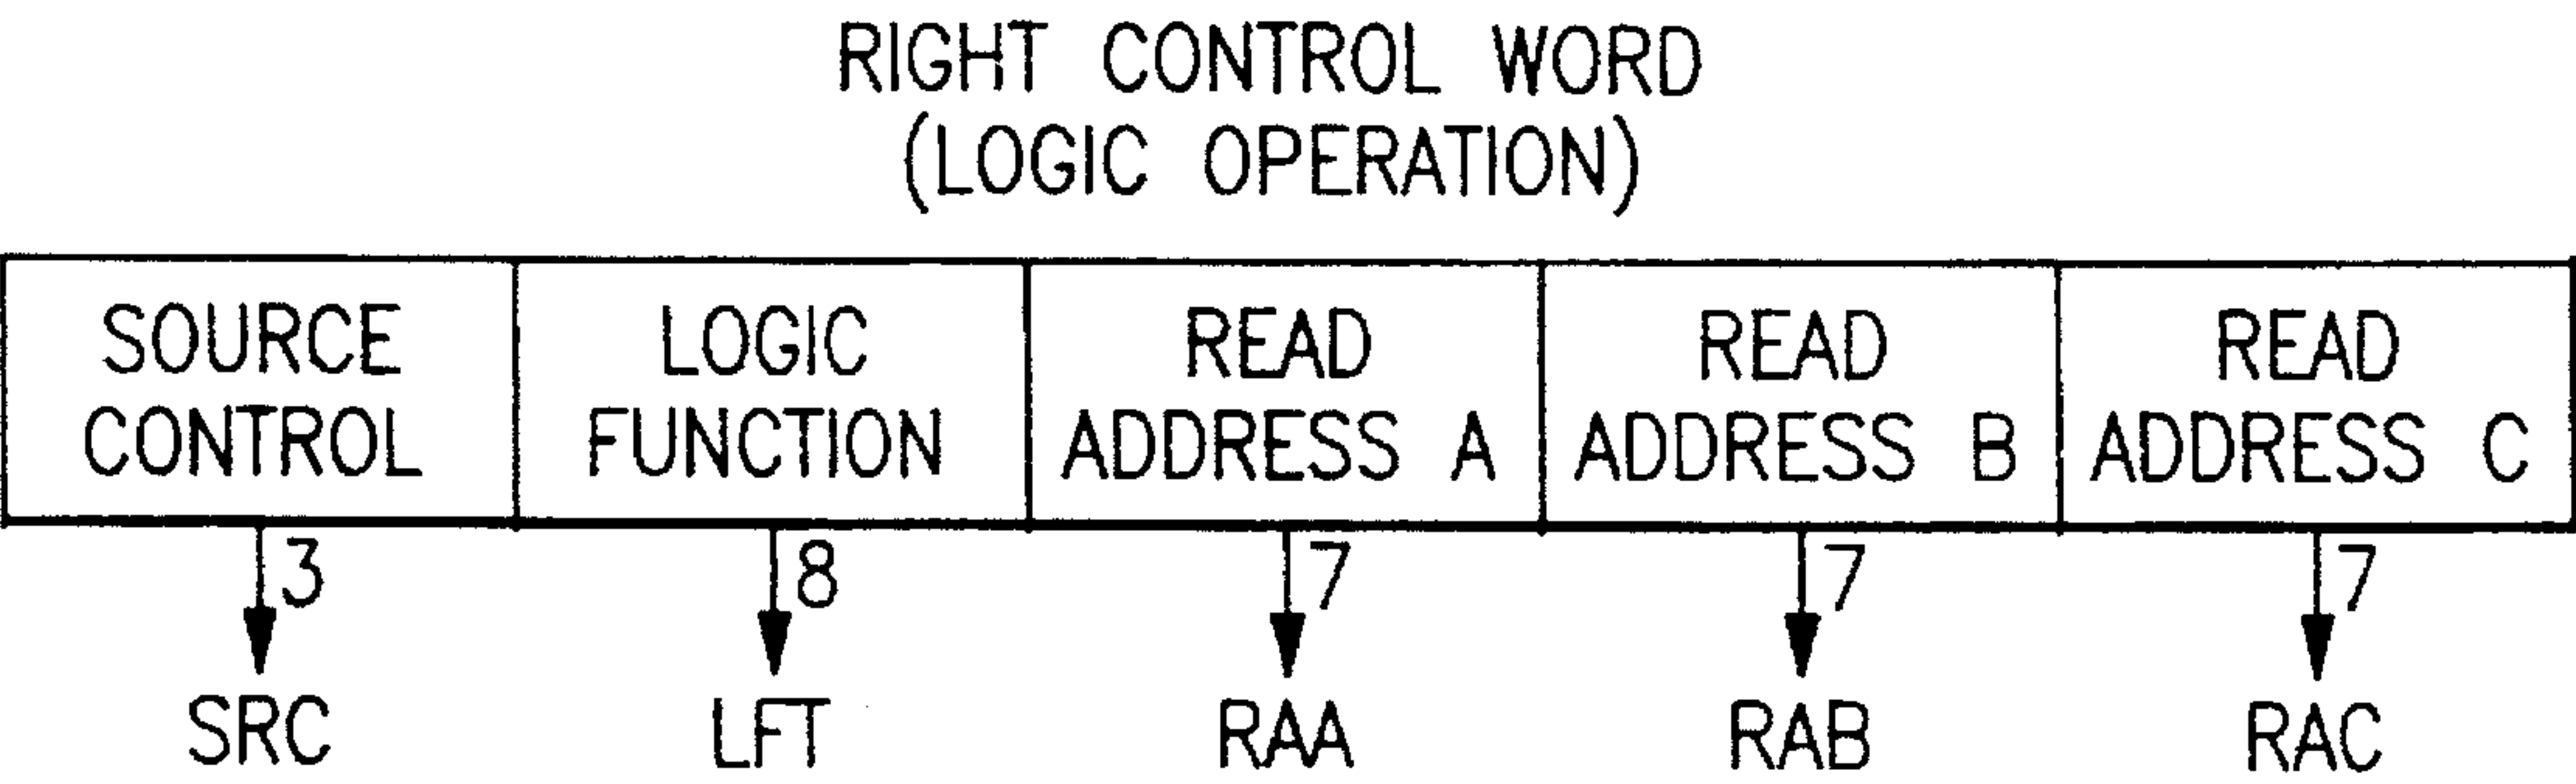 RIGHT CONTROL WORD
(LOGIC OPERATION)
SOURCE CONTROL
LOGIC FUNCTION
READ ADDRESS A
READ ADDRESS B
READ ADDRESS C
3
8
7
7
7
SRC
LFT
RAA
RAB
RAC